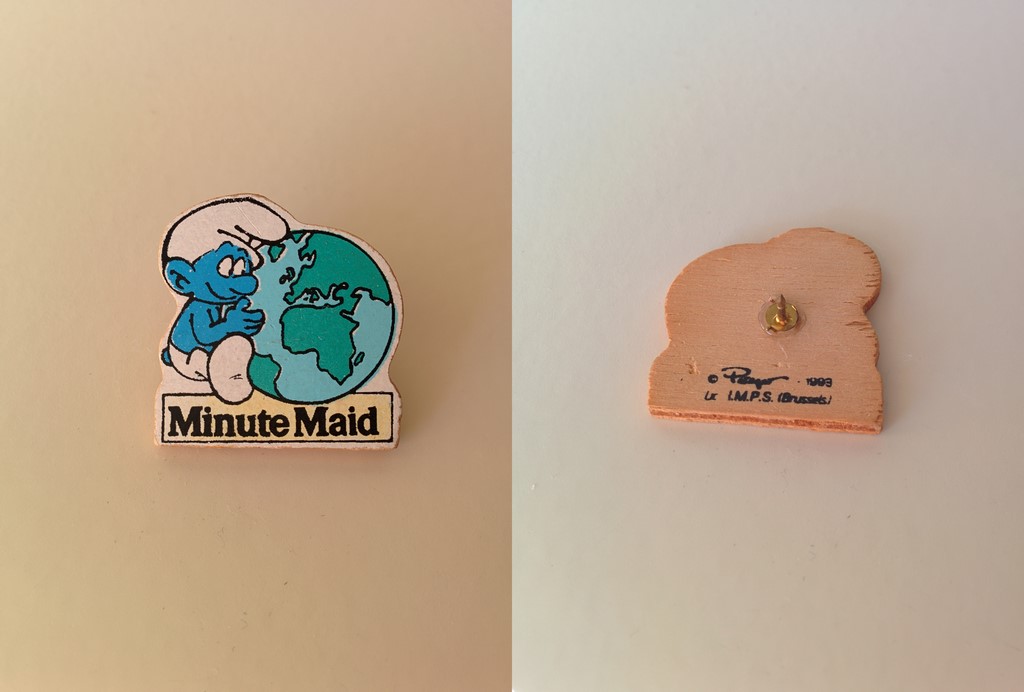 Minute Maid
© Peyo · 1993
Lic I.M.P.S. (Brussels)